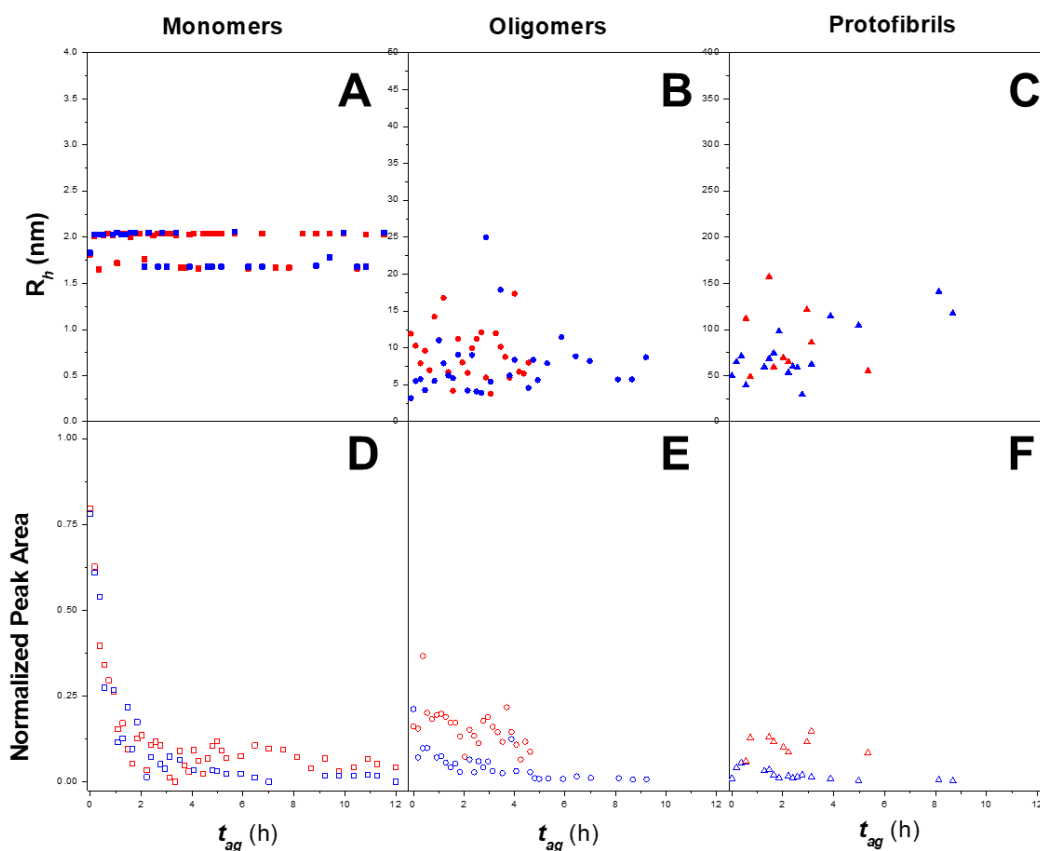 Monomers Oligomers Protofibrils
4.0 3.5 3.0 2.5 2.0 1.5 1.0 0.5 0.0
R_h (nm)
A
50 45 40 35 30 25 20 15 10 5 0
B
400 350 300 250 200 150 100 50 0
C
1.00 0.75 0.50 0.25 0.00
Normalized Peak Area
D E F
0 2 4 6 8 10 12 0 2 4 6 8 10 12 0 2 4 6 8 10 12
t_ag (h) t_ag (h) t_ag (h)